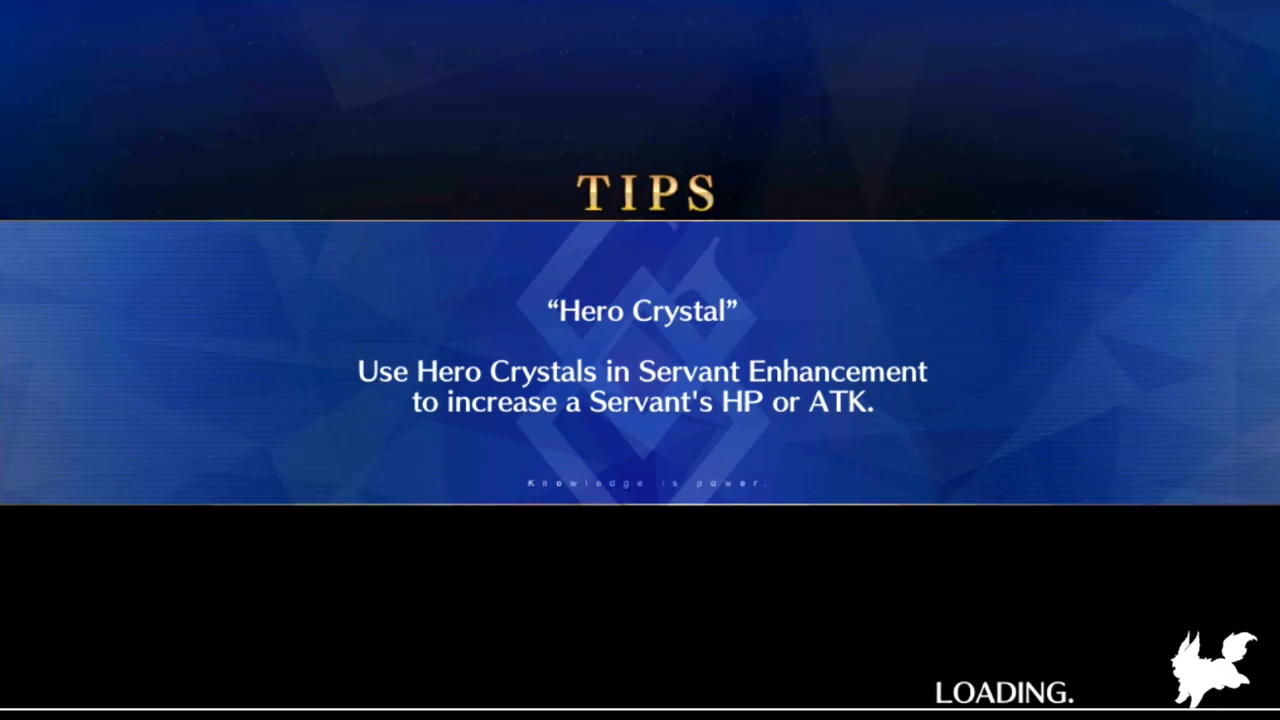 TIPS
“Hero Crystal”
Use Hero Crystals in Servant Enhancement
to increase a Servant's HP or ATK.
Knowledge is power.
LOADING.